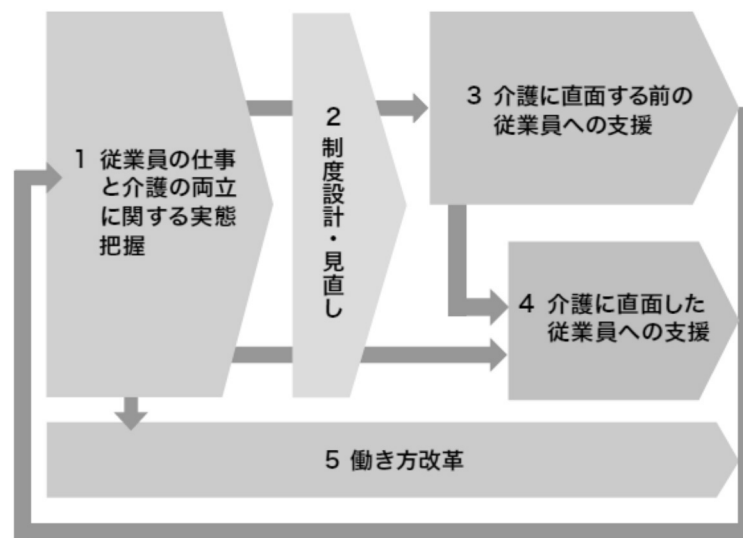 1 従業員の仕事
と介護の両立
に関する実態
把握
2 制度設計・見直し
3 介護に直面する前の
従業員への支援
4 介護に直面した
従業員への支援
5 働き方改革